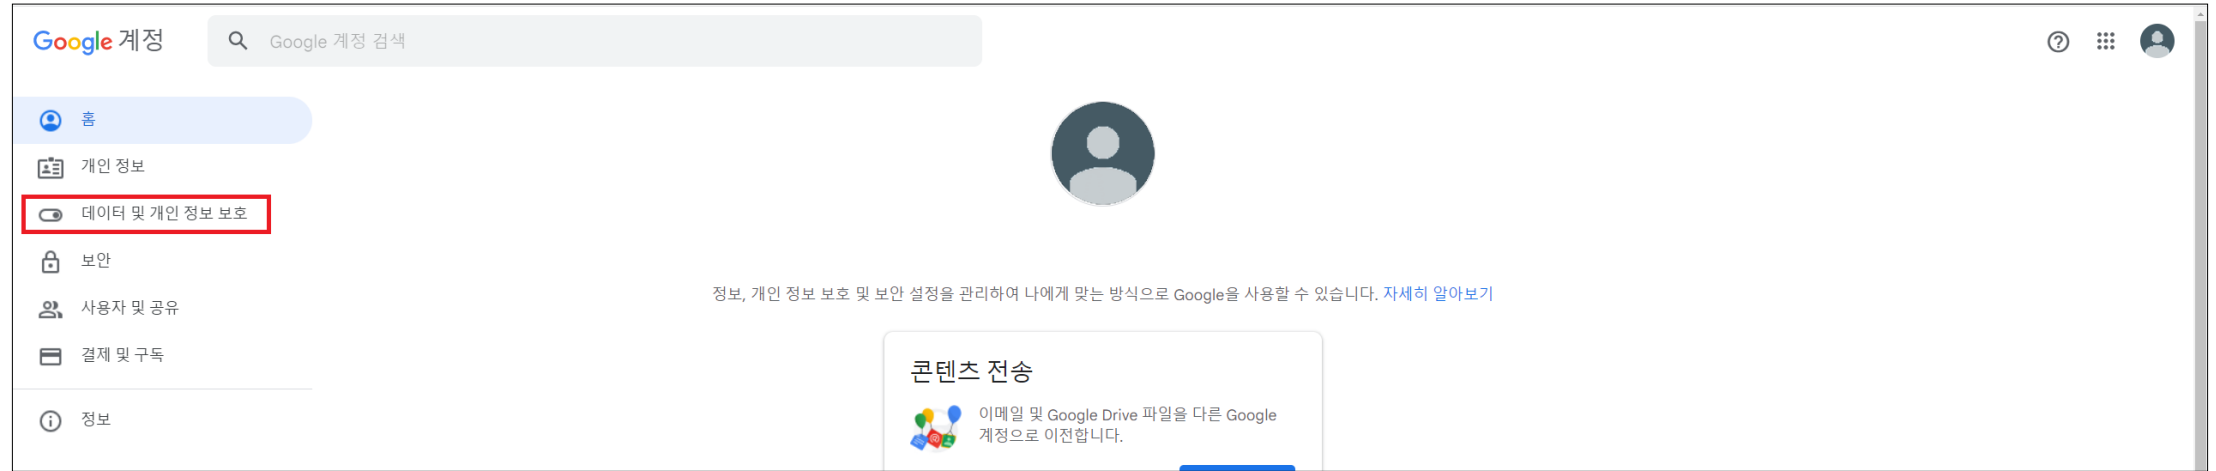 Google 계정
Google 계정 검색
홈
개인 정보
데이터 및 개인 정보 보호
보안
사용자 및 공유
결제 및 구독
정보
정보, 개인 정보 보호 및 보안 설정을 관리하여 나에게 맞는 방식으로 Google을 사용할 수 있습니다. 자세히 알아보기
콘텐츠 전송
이메일 및 Google Drive 파일을 다른 Google
계정으로 이전합니다.